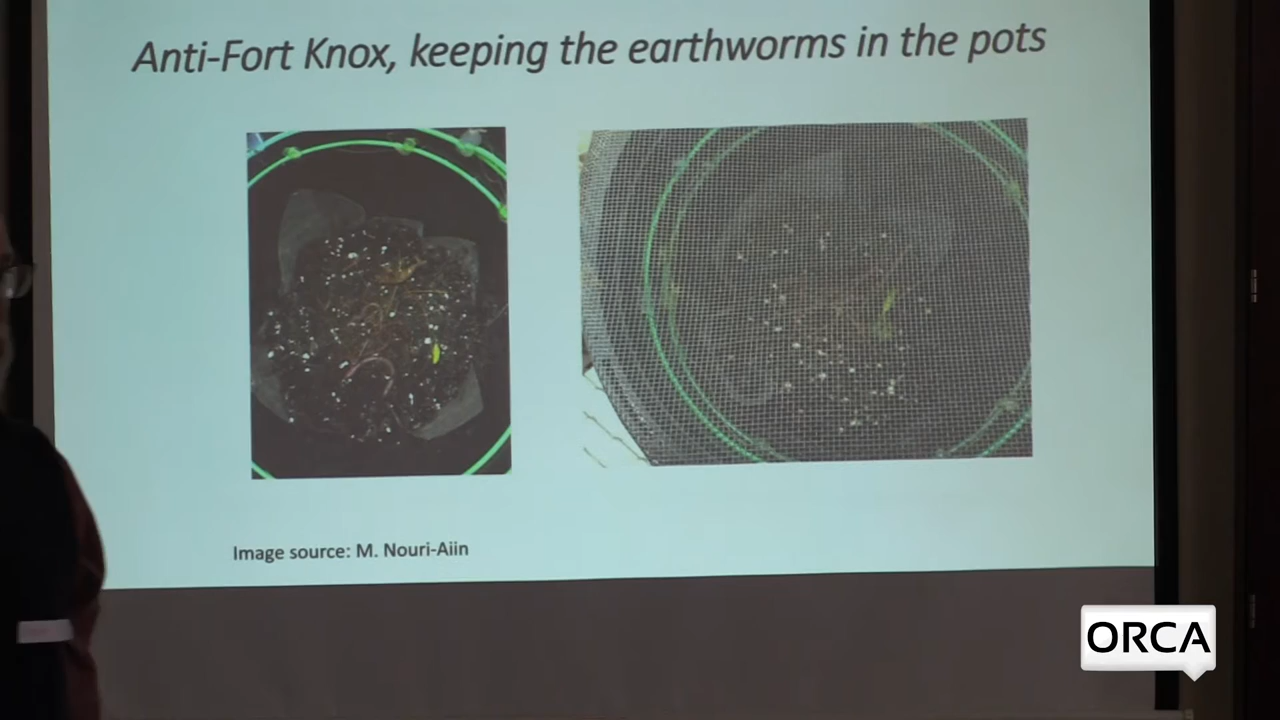 Anti-Fort Knox, keeping the earthworms in the pots
Image source: M. Nouri-Aiin
ORCA